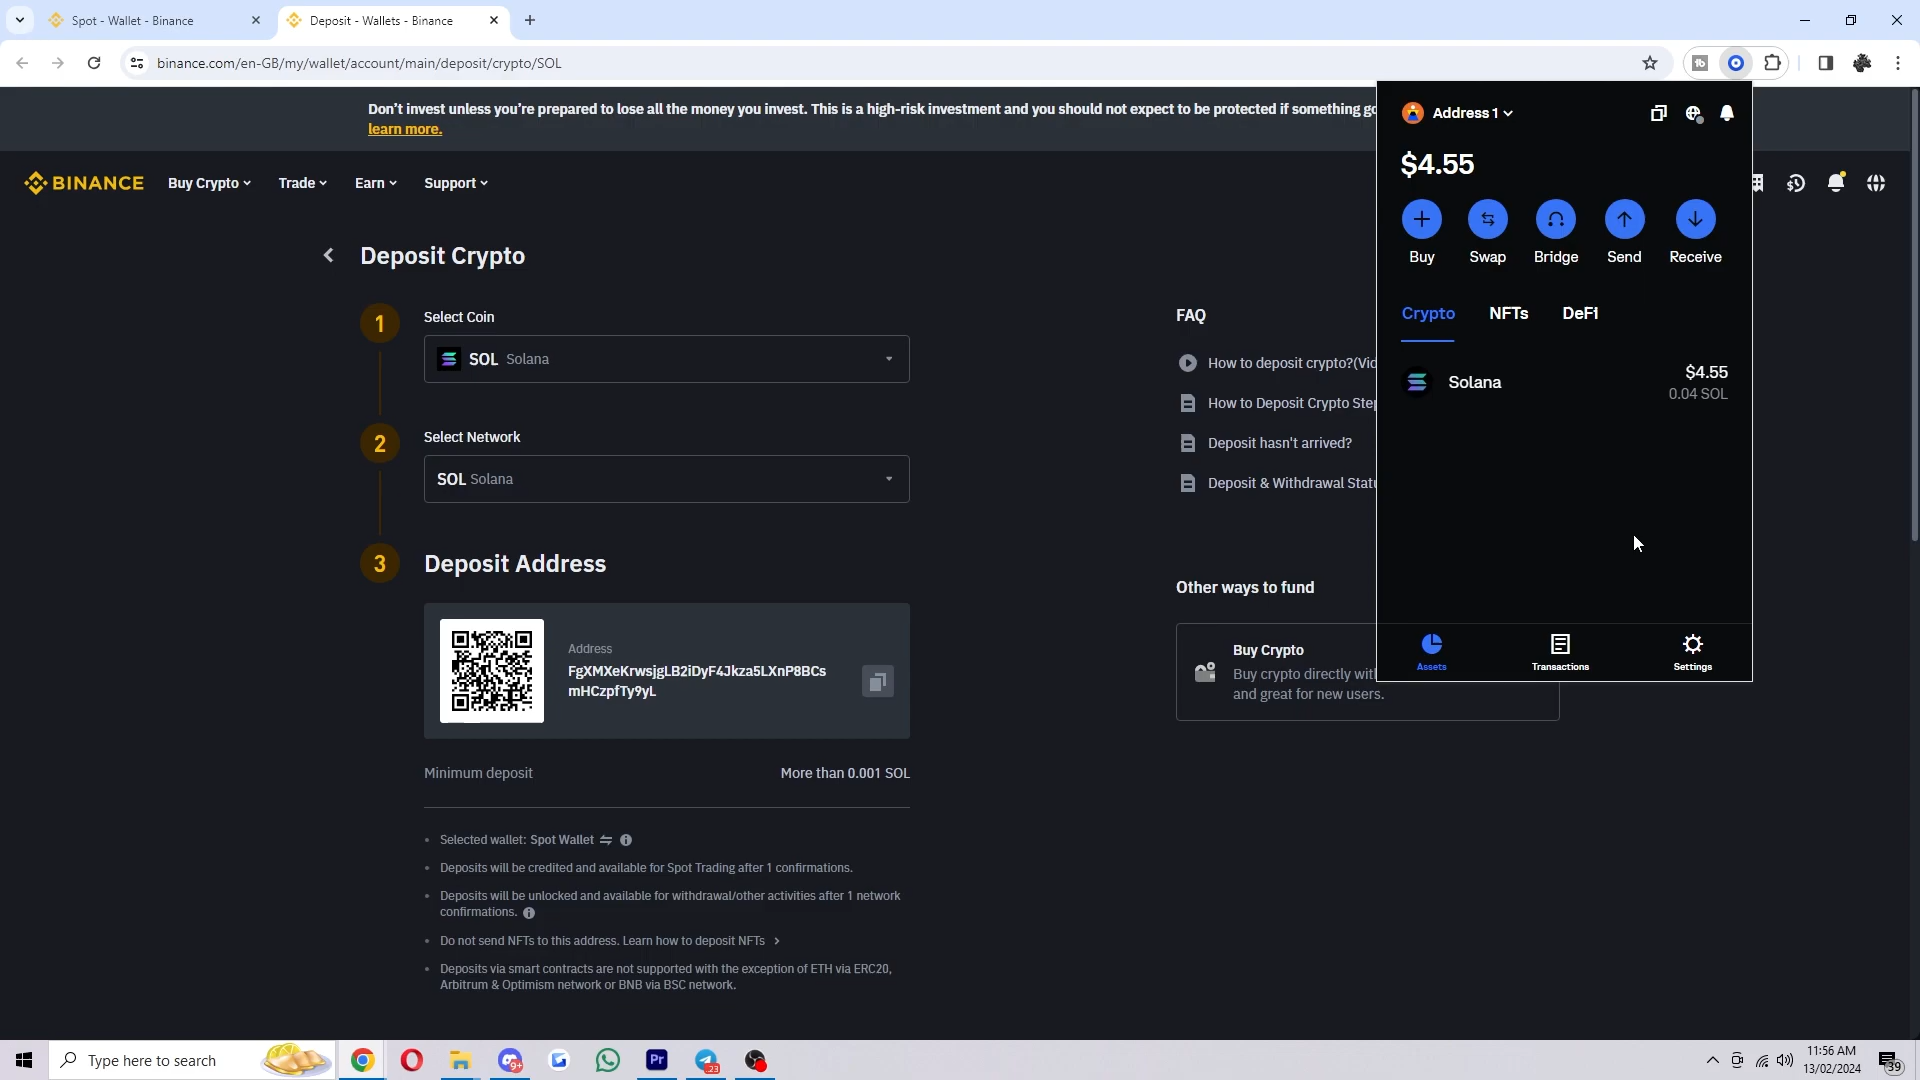 Spot - Wallet - Binance
Deposit - Wallets - Binance
binance.com/en-GB/my/wallet/account/main/deposit/crypto/SOL
Don't invest unless you're prepared to lose all the money you invest. This is a high-risk investment and you should not expect to be protected if something go
learn more.
BINANCE
Buy Crypto
Trade
Earn
Support
Deposit Crypto
1
Select Coin
SOL Solana
2
Select Network
SOL Solana
3
Deposit Address
Address
FgXMXeKrwsjgLB2iDyF4Jkza5LXnP8BCs
mHCzpfTy9yL
Minimum deposit
More than 0.001 SOL
Selected wallet: Spot Wallet
Deposits will be credited and available for Spot Trading after 1 confirmations.
Deposits will be unlocked and available for withdrawal/other activities after 1 network
confirmations.
Do not send NFTs to this address. Learn how to deposit NFTs
Deposits via smart contracts are not supported with the exception of ETH via ERC20,
Arbitrum & Optimism network or BNB via BSC network.
FAQ
How to deposit crypto?(Vid
How to Deposit Crypto Step
Deposit hasn't arrived?
Deposit & Withdrawal Statu
Other ways to fund
Buy Crypto
Buy crypto directly with
and great for new users.
Address 1
$4.55
Buy
Swap
Bridge
Send
Receive
Crypto
NFTs
DeFi
Solana
$4.55
0.04 SOL
Assets
Transactions
Settings
Type here to search
9+
Pr
23
11:56 AM
13/02/2024
39